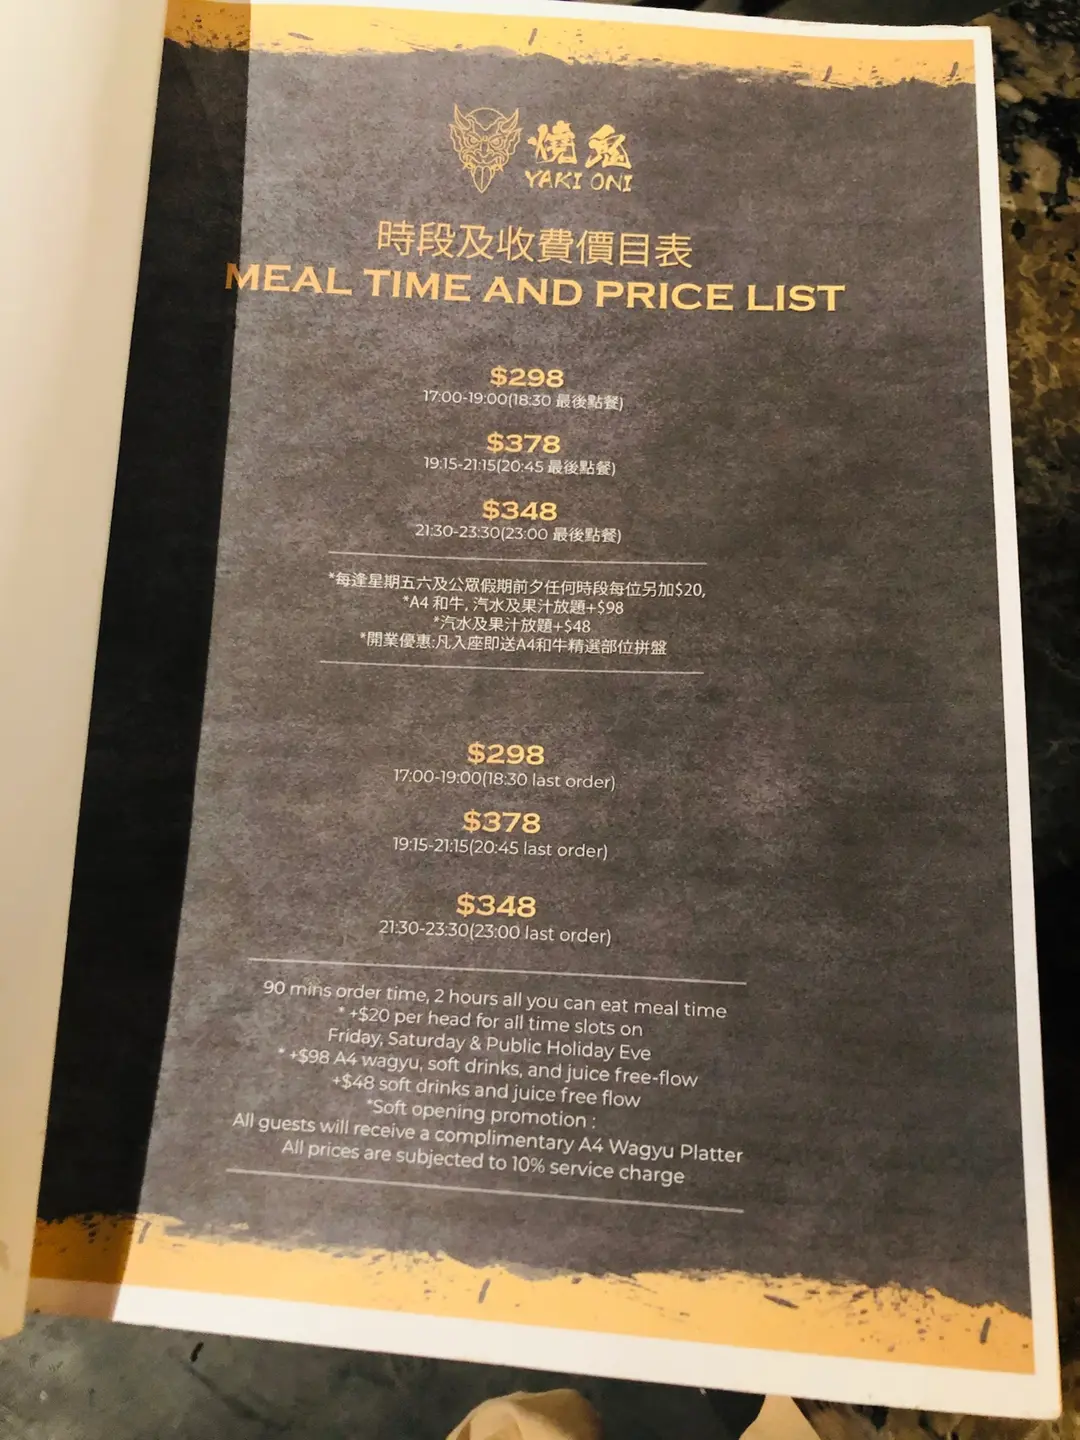 燒鬼
YAKI ONI
時段及收費價目表
MEAL TIME AND PRICE LIST
$298
17:00-19:00(18:30 最後點餐)
$378
19:15-21:15(20:45 最後點餐)
$348
21:30-23:30(23:00 最後點餐)
*每逢星期五六及公眾假期前夕任何時段每位另加$20,
*A4 和牛, 汽水及果汁放題+$98
*汽水及果汁放題+$48
*開業優惠:凡入座即送A4和牛精選部位拼盤
$298
17:00-19:00(18:30 last order)
$378
19:15-21:15(20:45 last order)
$348
21:30-23:30(23:00 last order)
90 mins order time, 2 hours all you can eat meal time
* +$20 per head for all time slots on
Friday, Saturday & Public Holiday Eve
* +$98 A4 wagyu, soft drinks, and juice free-flow
+$48 soft drinks and juice free flow
*Soft opening promotion :
All guests will receive a complimentary A4 Wagyu Platter
All prices are subjected to 10% service charge